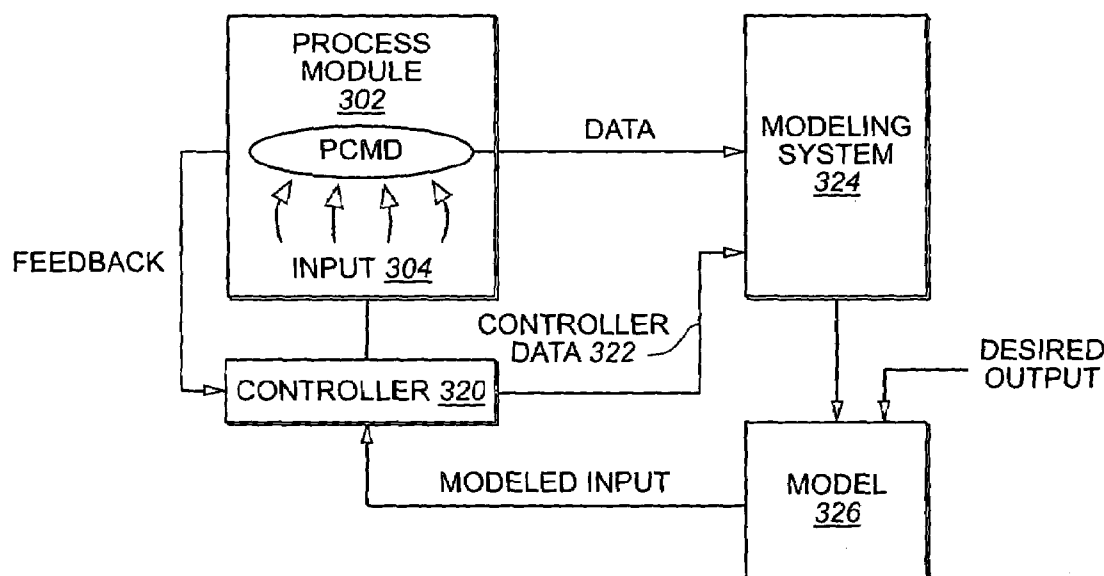 PROCESS
MODULE
302
PCMD
INPUT 304
DATA
MODELING
SYSTEM
324
FEEDBACK
CONTROLLER
DATA 322
CONTROLLER 320
DESIRED
OUTPUT
MODELED INPUT
MODEL
326